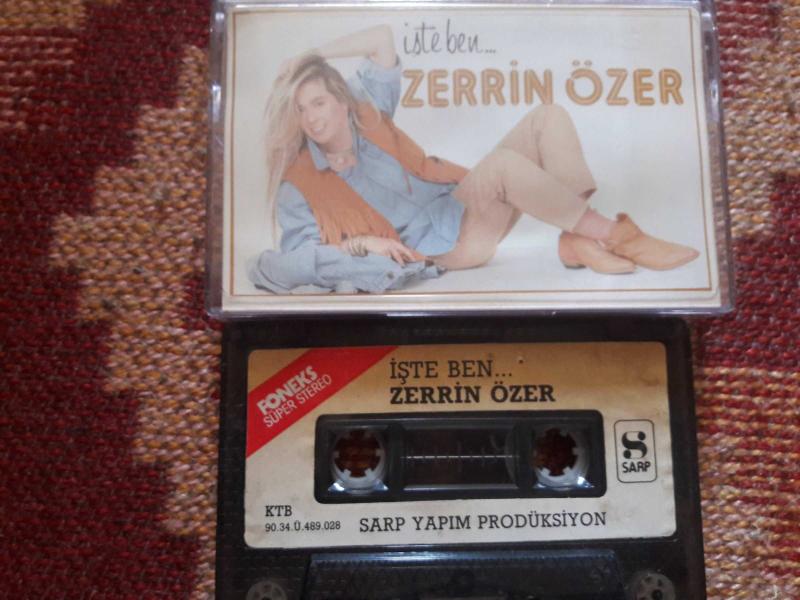 işte ben...
ZERRİN ÖZER
FONEKS
SÜPER STEREO
İŞTE BEN...
ZERRİN ÖZER
S
SARP
KTB
90.34.Ü.489.028
SARP YAPIM PRODÜKSİYON